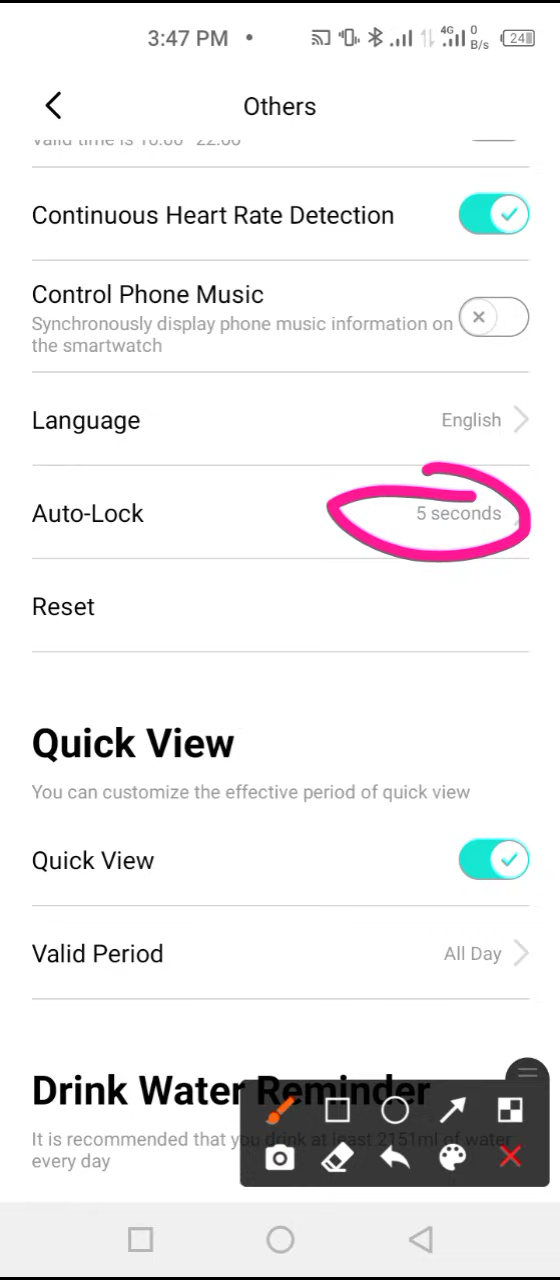 3:47 PM
4G 0 B/s 24
Others
Valid time is 10:00 22:00
Continuous Heart Rate Detection
Control Phone Music
Synchronously display phone music information on
the smartwatch
Language English
Auto-Lock 5 seconds
Reset
Quick View
You can customize the effective period of quick view
Quick View
Valid Period All Day
Drink Water Reminder
It is recommended that you drink at least 2151ml of water
every day